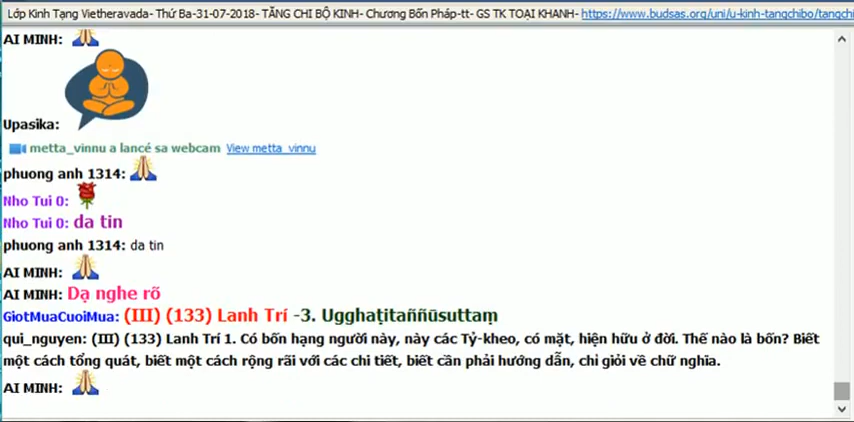 Lớp Kinh Tạng Vietheravada- Thứ Ba-31-07-2018- TĂNG CHI BỘ KINH- Chương Bốn Pháp-tt- GS TK TOẠI KHANH- https://www.budsas.org/uni/u-kinh-tangchibo/tangchi
AI MINH:
Upasika:
metta_vinnu a lancé sa webcam View metta_vinnu
phuong anh 1314:
Nho Tui 0:
Nho Tui 0: da tin
phuong anh 1314: da tin
AI MINH:
AI MINH: Dạ nghe rõ
GiotMuaCuoiMua: (III) (133) Lanh Trí -3. Ugghaṭitaññūsuttaṃ
qui_nguyen: (III) (133) Lanh Trí 1. Có bốn hạng người này, này các Tỷ-kheo, có mặt, hiện hữu ở đời. Thế nào là bốn? Biết
một cách tổng quát, biết một cách rộng rãi với các chi tiết, biết cần phải hướng dẫn, chỉ giỏi về chữ nghĩa.
AI MINH: